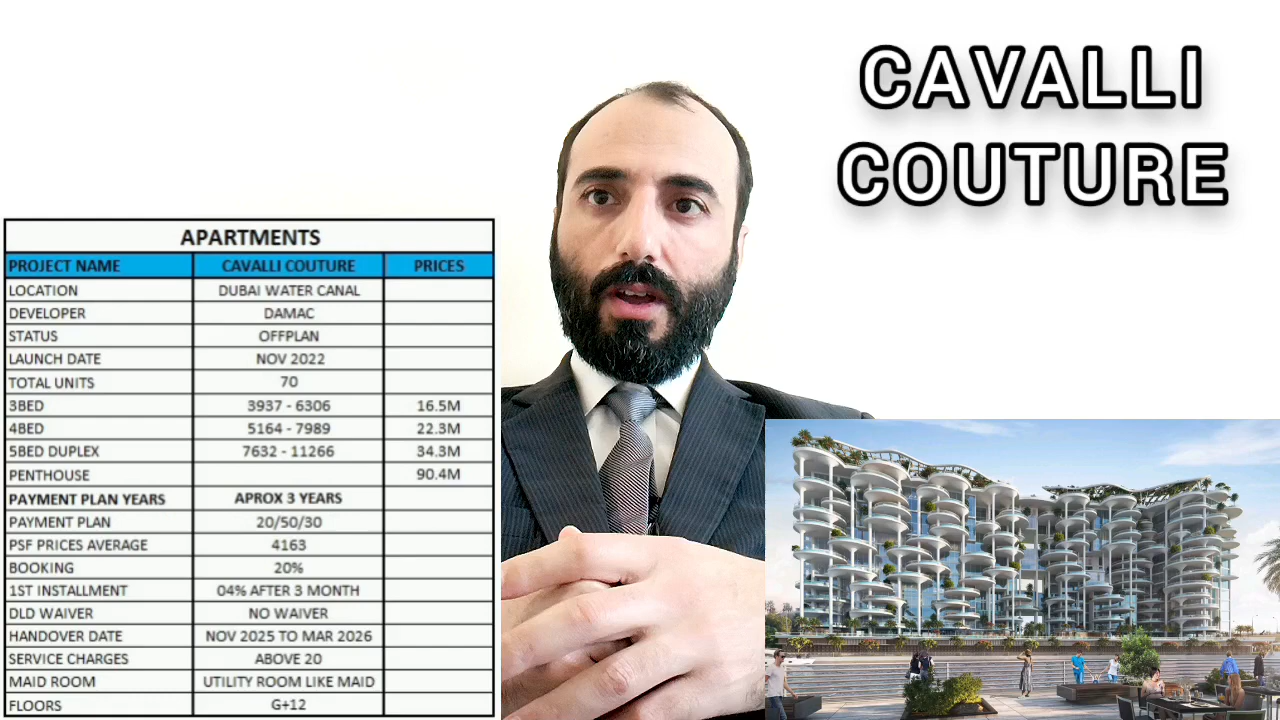 CAVALLI
COUTURE
APARTMENTS
PROJECT NAME CAVALLI COUTURE PRICES
LOCATION DUBAI WATER CANAL
DEVELOPER DAMAC
STATUS OFFPLAN
LAUNCH DATE NOV 2022
TOTAL UNITS 70
3BED 3937 - 6306 16.5M
4BED 5164 - 7989 22.3M
5BED DUPLEX 7632 - 11266 34.3M
PENTHOUSE 90.4M
PAYMENT PLAN YEARS APROX 3 YEARS
PAYMENT PLAN 20/50/30
PSF PRICES AVERAGE 4163
BOOKING 20%
1ST INSTALLMENT 04% AFTER 3 MONTH
DLD WAIVER NO WAIVER
HANDOVER DATE NOV 2025 TO MAR 2026
SERVICE CHARGES ABOVE 20
MAID ROOM UTILITY ROOM LIKE MAID
FLOORS G+12